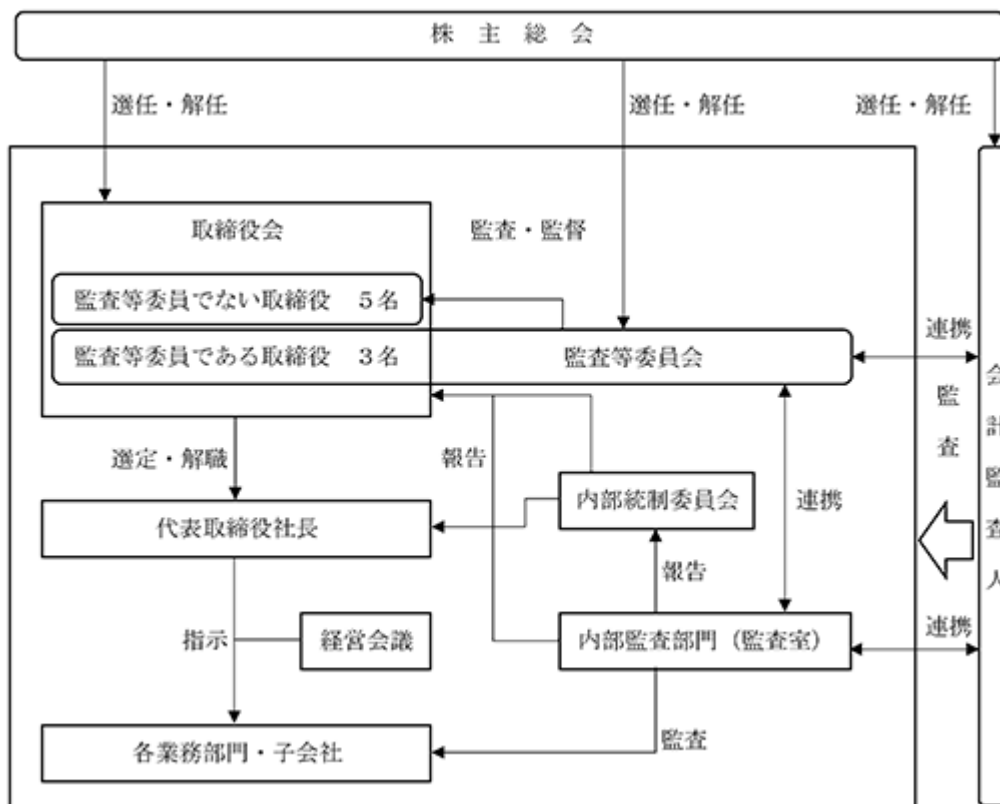 株主総会
選任・解任
選任・解任
選任・解任
取締役会
監査・監督
監査等委員でない取締役　5名
監査等委員である取締役　3名
監査等委員会
連携
監査
会計監査人
選定・解職
報告
内部統制委員会
連携
代表取締役社長
報告
指示
経営会議
内部監査部門（監査室）
連携
各業務部門・子会社
監査